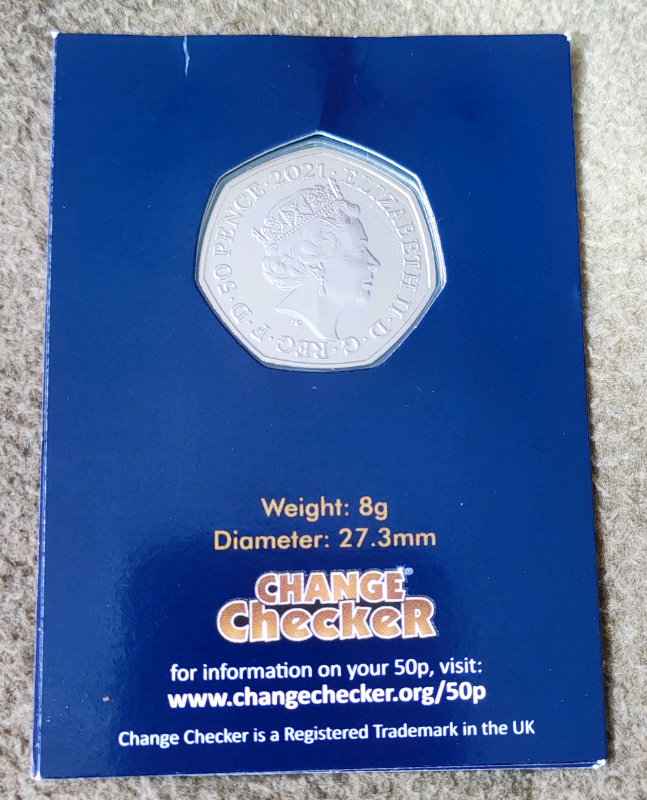 ELIZABETH II · D · G · REG · F · D · 50 PENCE · 2021 ·
Weight: 8g
Diameter: 27.3mm
CHANGE
CheckeR
for information on your 50p, visit:
www.changechecker.org/50p
Change Checker is a Registered Trademark in the UK